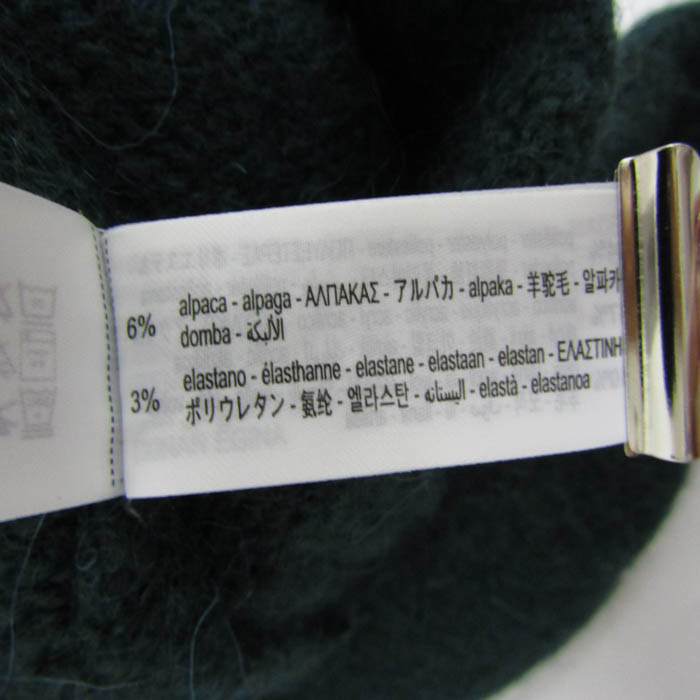 6% alpaca - alpaga - ΑΛΠΑΚΑΣ - アルパカ - alpaka - 羊驼毛 - 알파카
domba - الألبكة
3% elastano - élasthanne - elastane - elastaan - elastan - ΕΛΑΣΤΙΝΗ
ポリウレタン - 氨纶 - 엘라스탄 - اليستانه - elastà - elastanoa